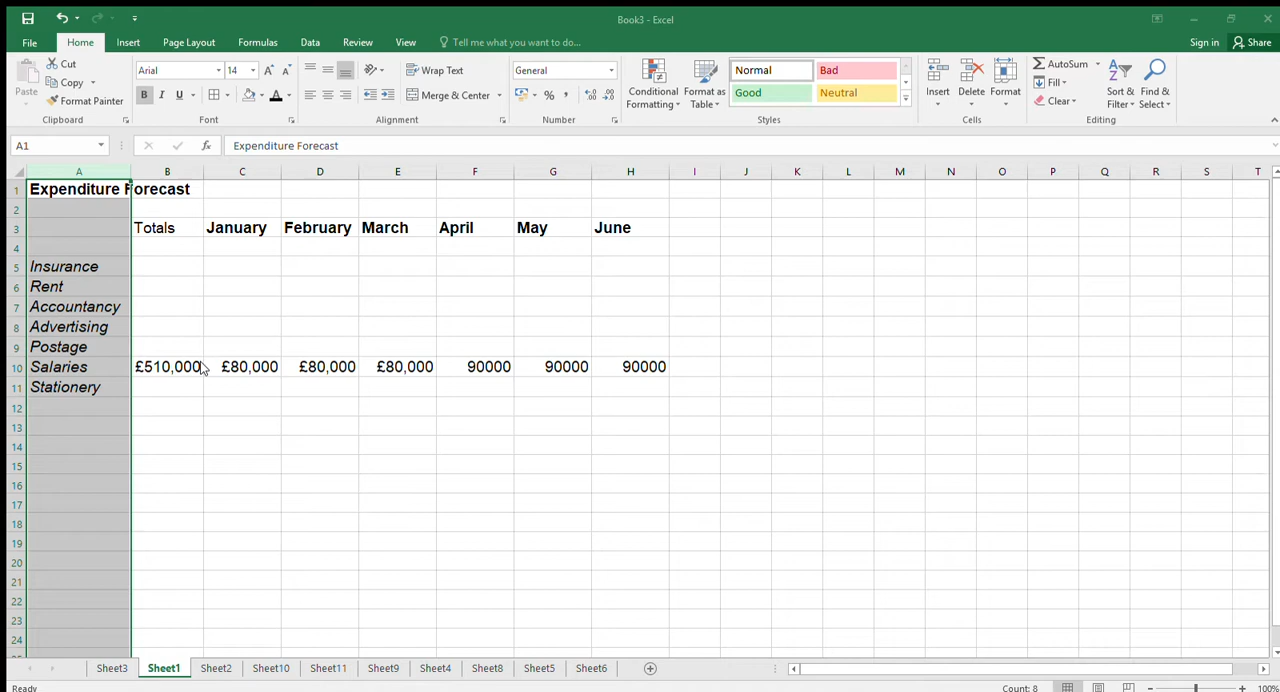 Book3 - Excel
File Home Insert Page Layout Formulas Data Review View Tell me what you want to do... Sign in Share
Paste Cut Copy Format Painter Clipboard
Arial 14 A A B I U A Font
Wrap Text Merge & Center Alignment
General % , Number
Conditional Formatting Format as Table Normal Bad Good Neutral Styles
Insert Delete Format Cells
AutoSum Fill Clear Sort & Filter Find & Select Editing
A1 fx Expenditure Forecast
A B C D E F G H I J K L M N O P Q R S T
1 Expenditure Forecast
2
3 Totals January February March April May June
4
5 Insurance
6 Rent
7 Accountancy
8 Advertising
9 Postage
10 Salaries £510,000 £80,000 £80,000 £80,000 90000 90000 90000
11 Stationery
12
13
14
15
16
17
18
19
20
21
22
23
24
Sheet3 Sheet1 Sheet2 Sheet10 Sheet11 Sheet9 Sheet4 Sheet8 Sheet5 Sheet6
Ready Count: 8 100%